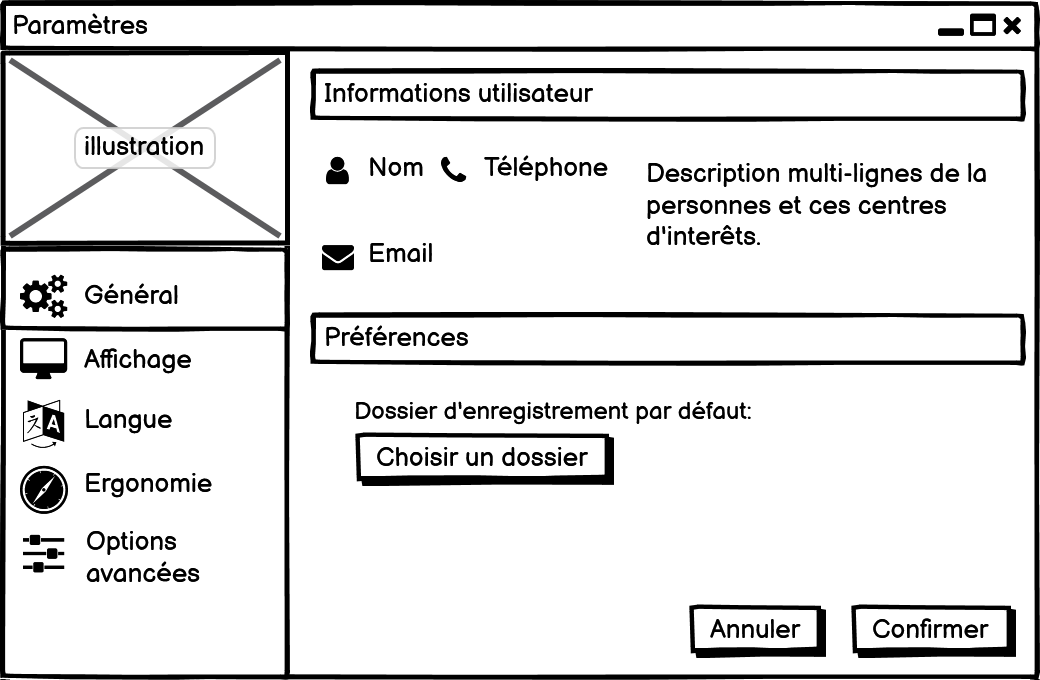 Paramètres
illustration
Général
Affichage
Langue
Ergonomie
Options
avancées
Informations utilisateur
Nom
Téléphone
Email
Description multi-lignes de la
personnes et ces centres
d'interêts.
Préférences
Dossier d'enregistrement par défaut:
Choisir un dossier
Annuler
Confirmer